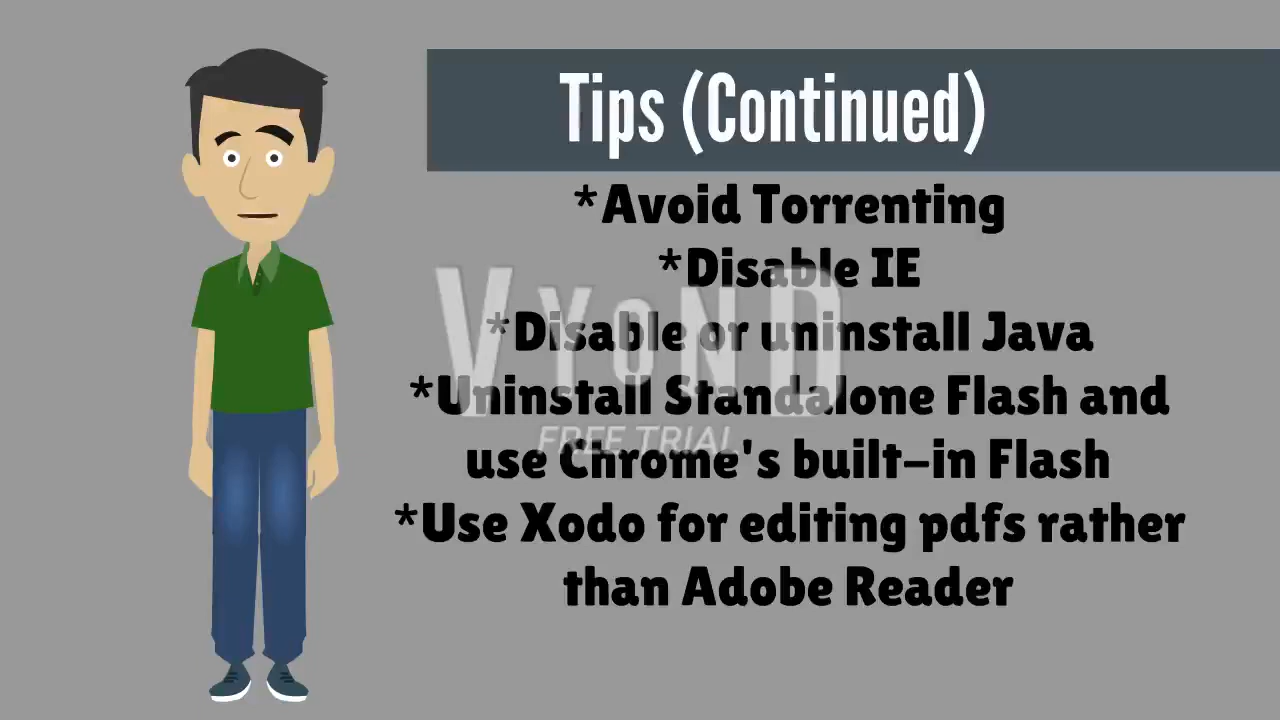 Tips (Continued)
*Avoid Torrenting
*Disable IE
*Disable or uninstall Java
*Uninstall Standalone Flash and
use Chrome's built-in Flash
*Use Xodo for editing pdfs rather
than Adobe Reader
VYOND
FREE TRIAL